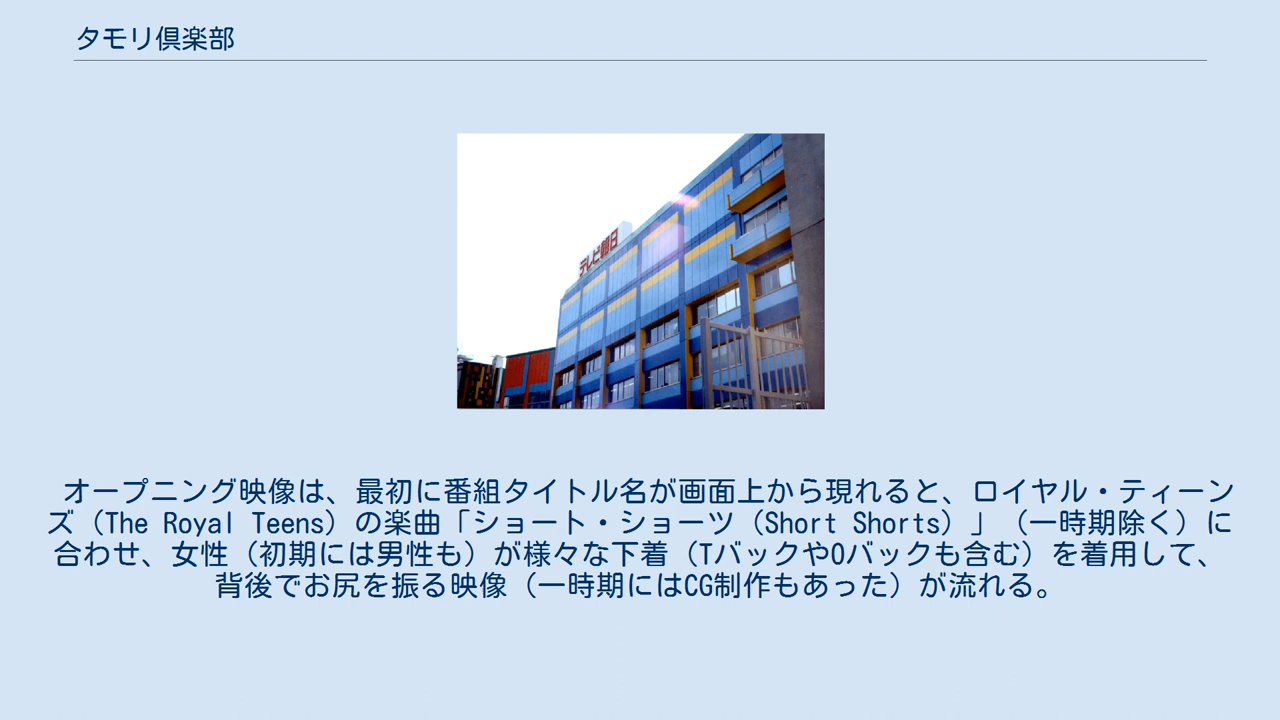 タモリ倶楽部
テレビ朝日
オープニング映像は、最初に番組タイトル名が画面上から現れると、ロイヤル・ティーン
ズ（The Royal Teens）の楽曲「ショート・ショーツ（Short Shorts）」（一時期除く）に
合わせ、女性（初期には男性も）が様々な下着（TバックやOバックも含む）を着用して、
背後でお尻を振る映像（一時期にはCG制作もあった）が流れる。